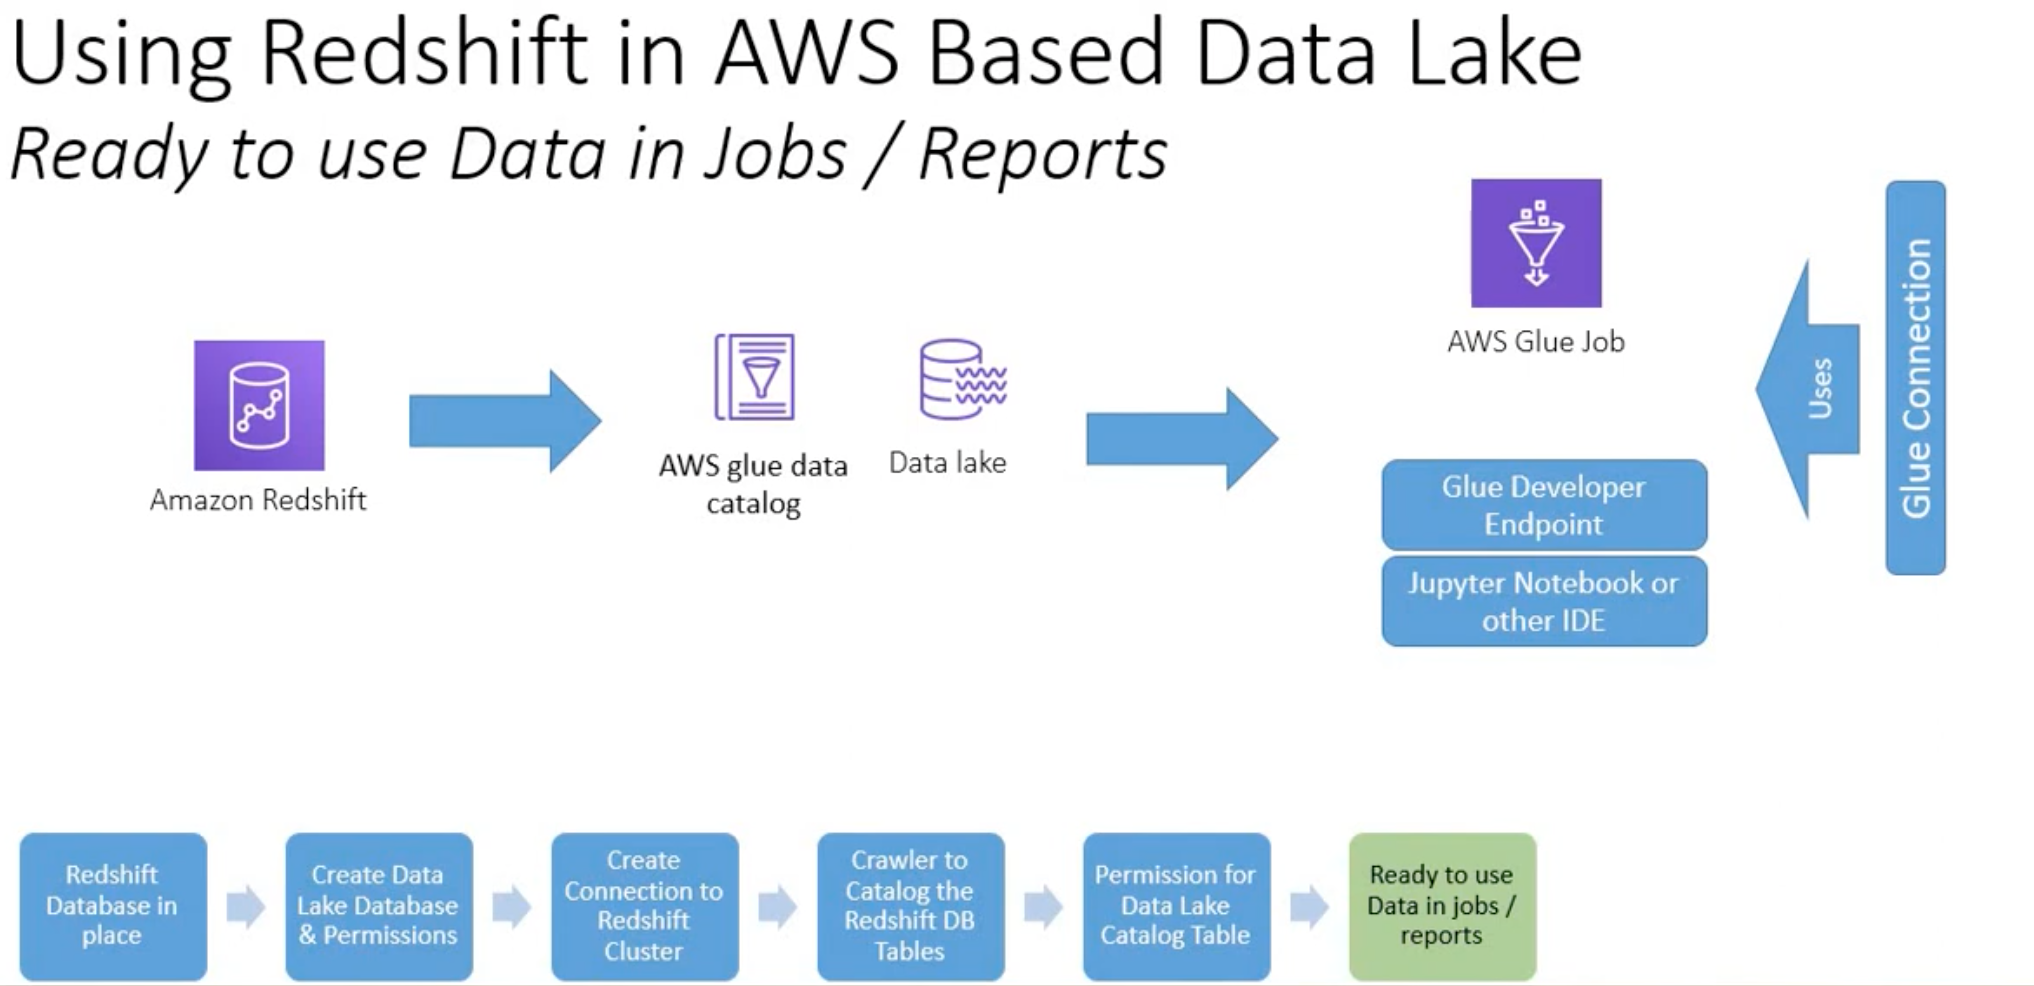 Using Redshift in AWS Based Data Lake
Ready to use Data in Jobs / Reports
Amazon Redshift
AWS glue data
catalog
Data lake
AWS Glue Job
Glue Developer
Endpoint
Jupyter Notebook or
other IDE
Uses
Glue Connection
Redshift
Database in
place
Create Data
Lake Database
& Permissions
Create
Connection to
Redshift
Cluster
Crawler to
Catalog the
Redshift DB
Tables
Permission for
Data Lake
Catalog Table
Ready to use
Data in jobs /
reports